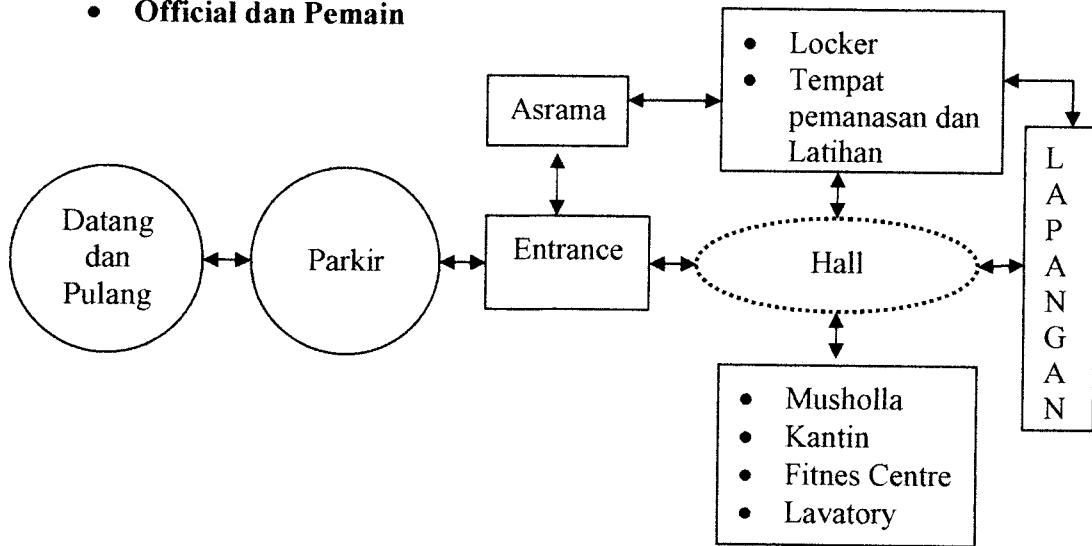 • Official dan Pemain
• Locker
• Tempat
pemanasan dan
Latihan
Asrama
L
A
P
A
N
G
A
N
Datang
dan
Pulang
Parkir
Entrance
Hall
• Musholla
• Kantin
• Fitnes Centre
• Lavatory